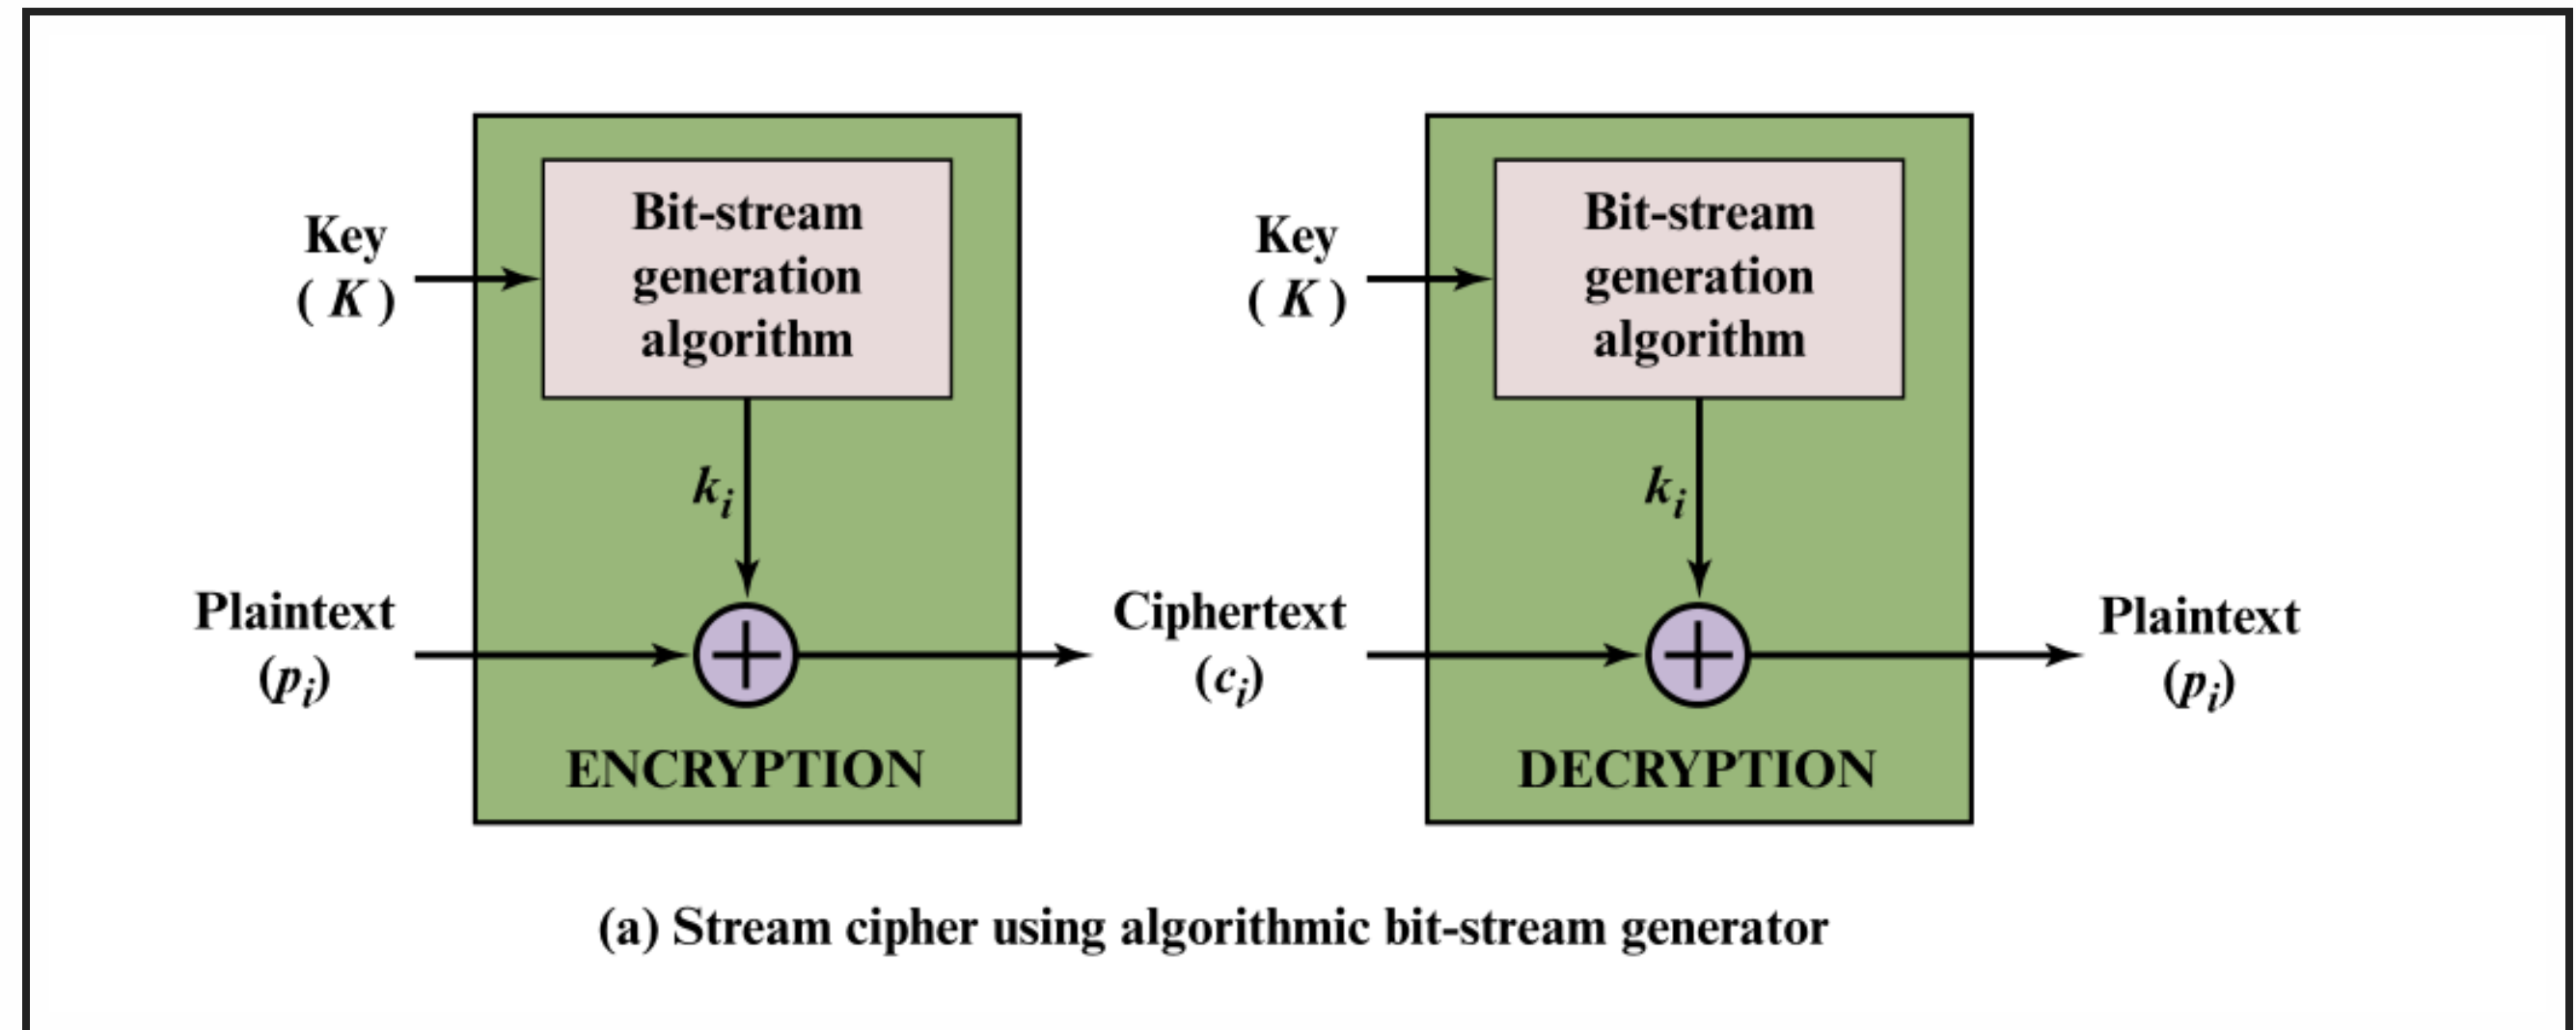 Key
( K )
Bit-stream
generation
algorithm
ki
Plaintext
(pi)
ENCRYPTION
Ciphertext
(ci)
Key
( K )
Bit-stream
generation
algorithm
ki
DECRYPTION
Plaintext
(pi)
(a) Stream cipher using algorithmic bit-stream generator